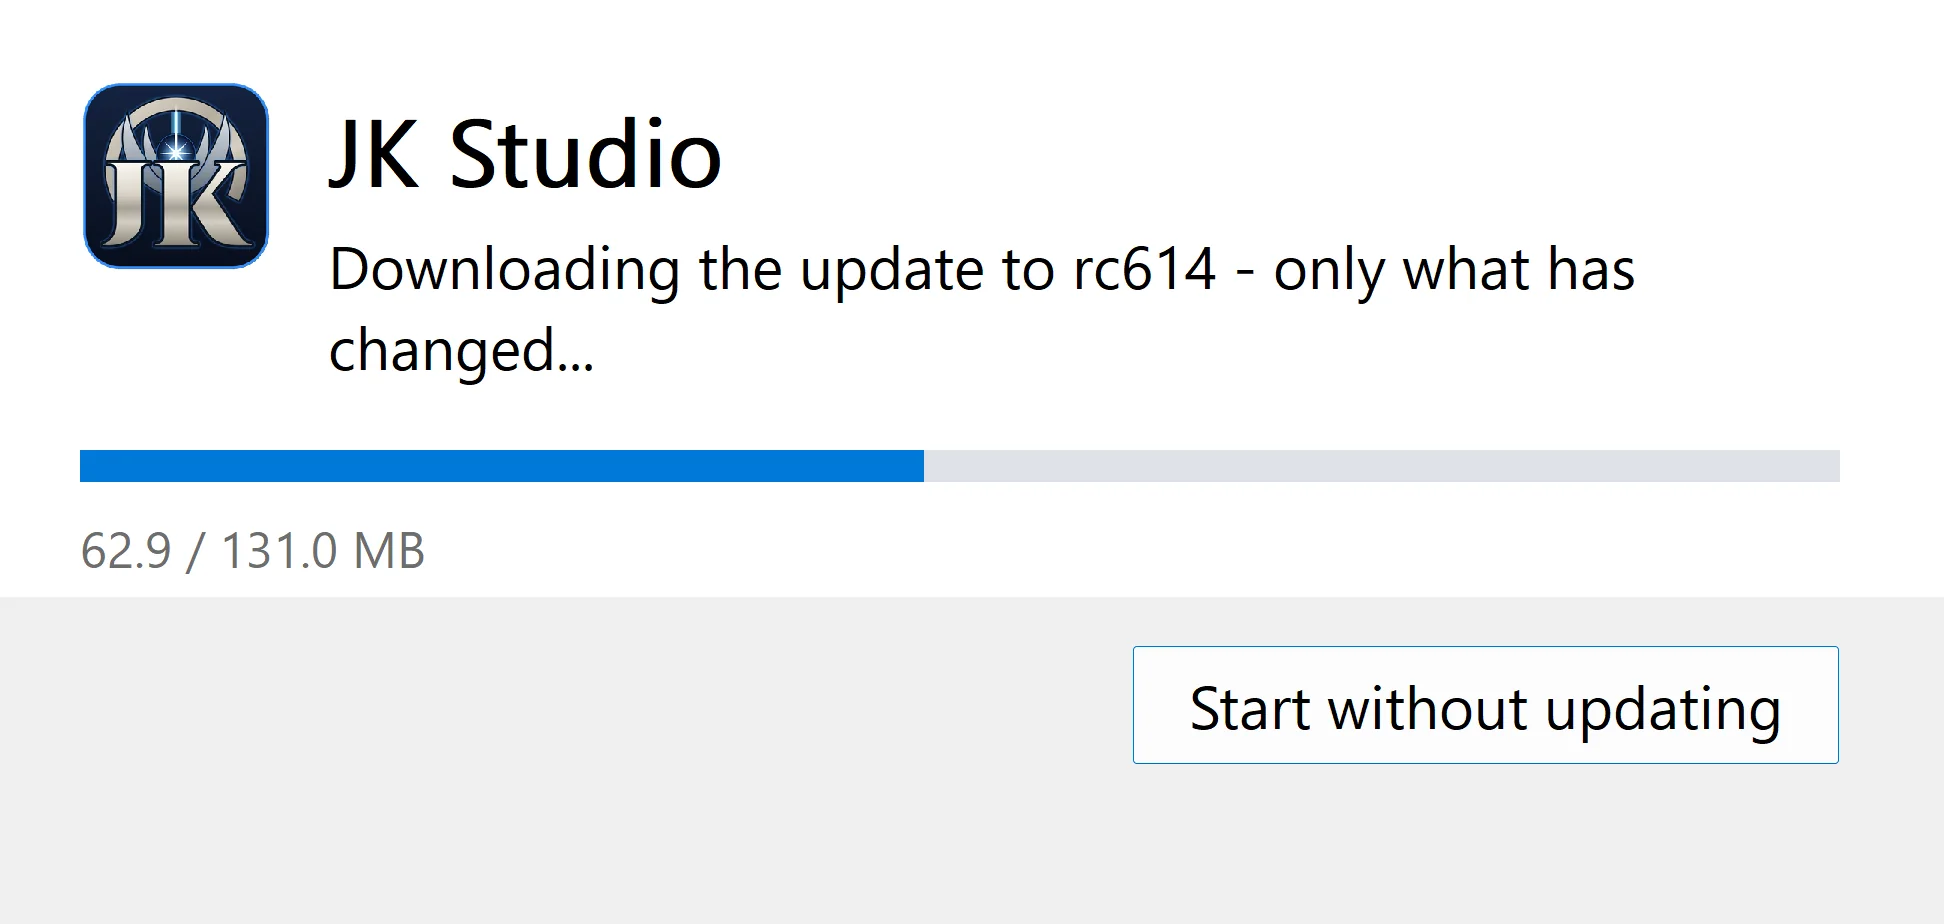 JK
JK Studio
Downloading the update to rc614 - only what has
changed...
62.9 / 131.0 MB
Start without updating